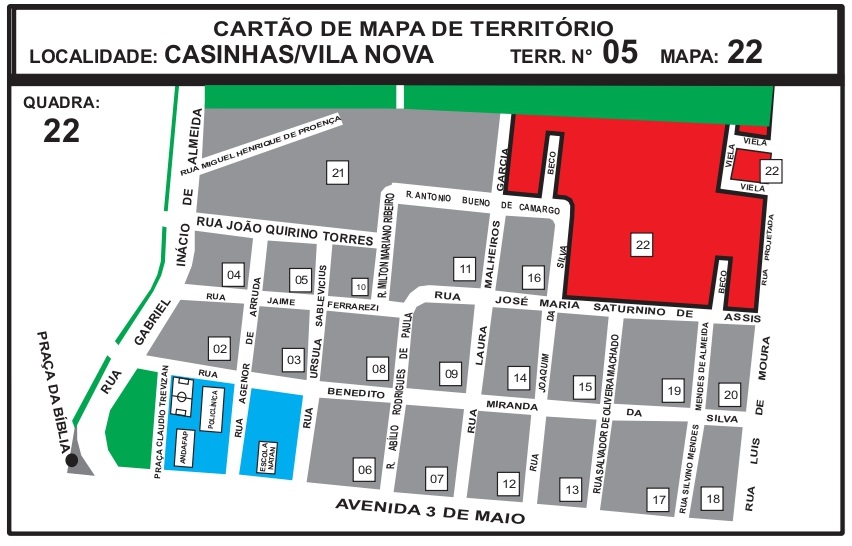 CARTÃO DE MAPA DE TERRITÓRIO
LOCALIDADE: CASINHAS/VILA NOVA TERR. N° 05 MAPA: 22
QUADRA:
22
RUA GABRIEL INÁCIO DE ALMEIDA
RUA MIGUEL HENRIQUE DE PROENÇA
21
GARCIA
BECO
VIELA
VIELA
22
VIELA
R. ANTONIO BUENO DE CAMARGO
RUA JOÃO QUIRINO TORRES
R. MILTON MARIANO RIBEIRO
22
RUA PROJETADA
04
05
10
11
MALHEIROS
16
SILVA
BECO
RUA JAIME FERRAREZI
RUA JOSÉ MARIA SATURNINO DE ASSIS
URSULA SABLEVICIUS
RUA AGENOR DE ARRUDA
02
03
08
09
LAURA
14
JOAQUIM DA
15
RUA SALVADOR DE OLIVEIRA MACHADO
19
MENDES DE ALMEIDA
20
RUA LUIS DE MOURA
PRAÇA DA BÍBLIA
RUA BENEDITO MIRANDA DA SILVA
PRAÇA CLAUDIO TREVIZAN
POLICLÍNICA
ANDAFAP
ESCOLA NATAN
RUA
06
R. ABÍLIO RODRIGUES DE PAULA
07
RUA
12
RUA
13
17
RUA SILVINO MENDES
18
AVENIDA 3 DE MAIO